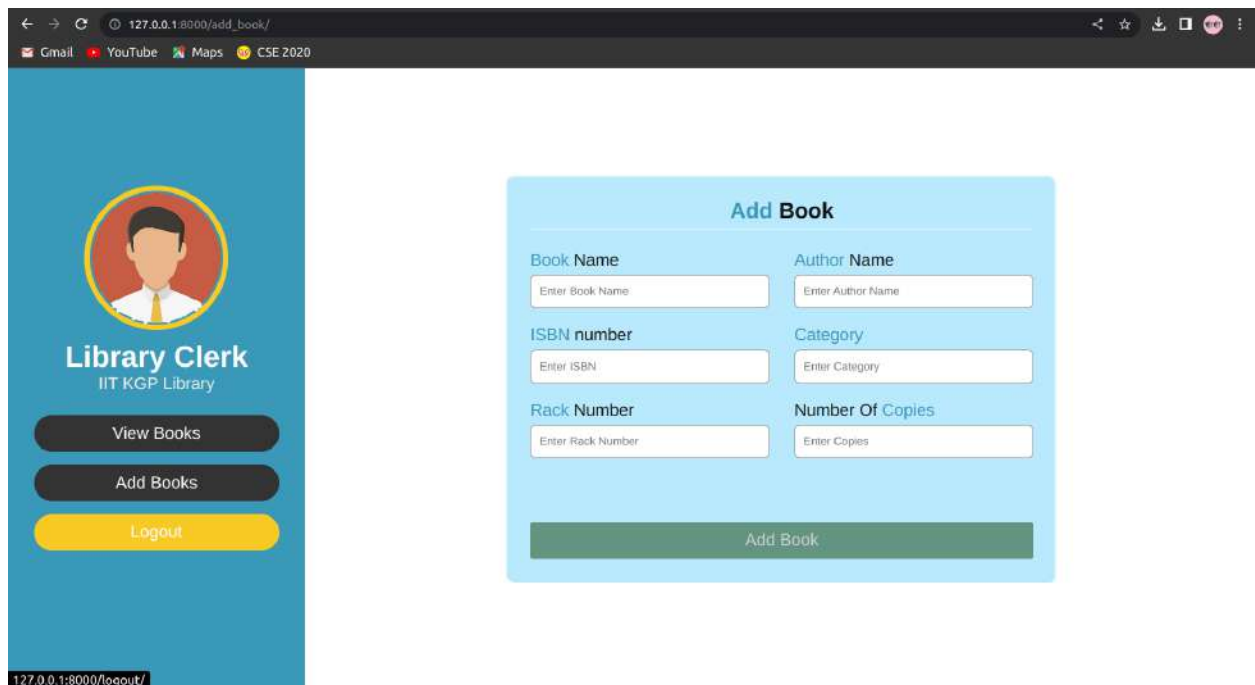 127.0.0.1:8000/add_book/
Gmail YouTube Maps CSE 2020
Library Clerk
IIT KGP Library
View Books
Add Books
Logout
Add Book
Book Name Author Name
Enter Book Name Enter Author Name
ISBN number Category
Enter ISBN Enter Category
Rack Number Number Of Copies
Enter Rack Number Enter Copies
Add Book
127.0.0.1:8000/logout/